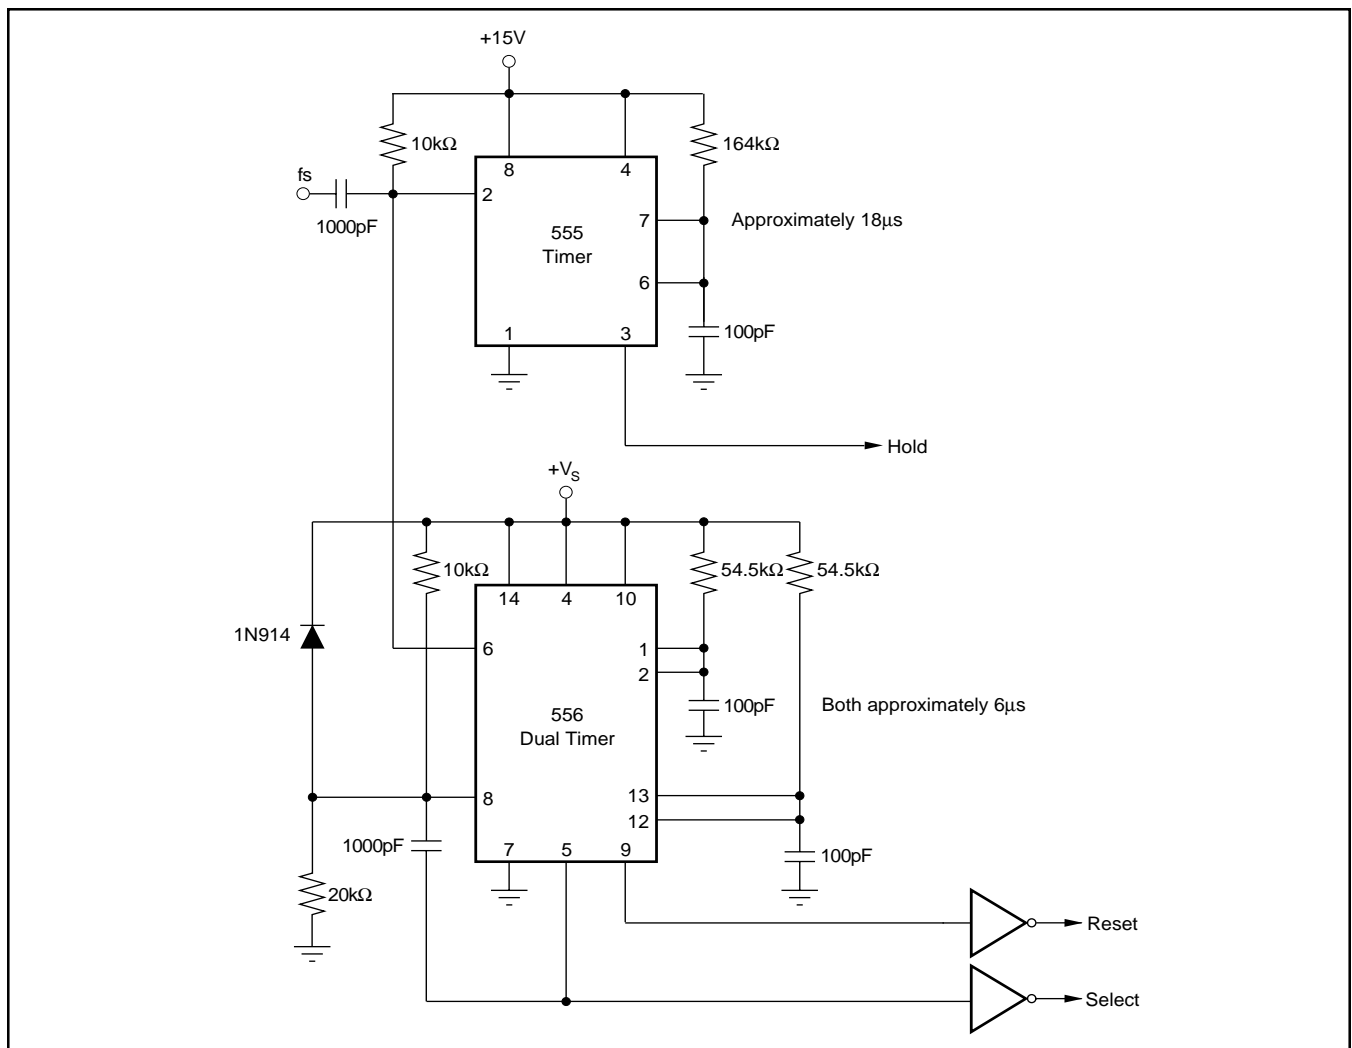 +15V
10kΩ
164kΩ
fs
8
4
2
1000pF
7
Approximately 18µs
555
Timer
6
1
3
100pF
Hold
+VS
10kΩ
54.5kΩ
54.5kΩ
14
4
10
1N914
6
1
2
100pF
Both approximately 6µs
556
Dual Timer
8
13
12
1000pF
7
5
9
100pF
20kΩ
Reset
Select